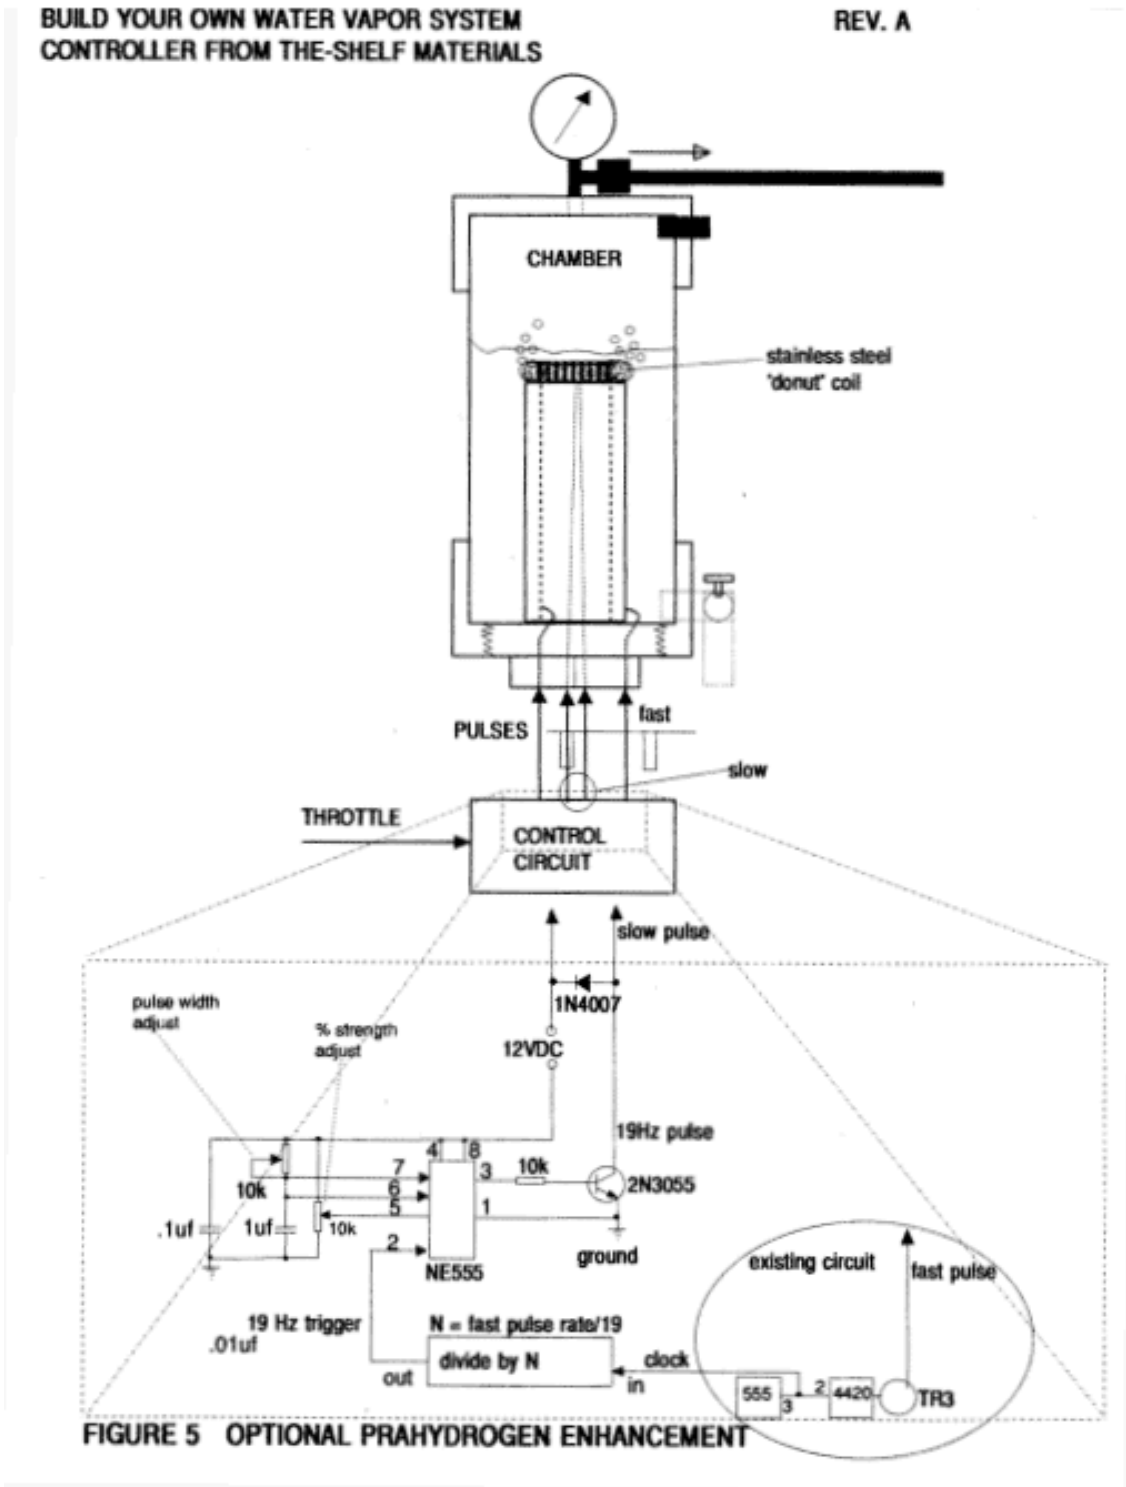 BUILD YOUR OWN WATER VAPOR SYSTEM
CONTROLLER FROM THE-SHELF MATERIALS
REV. A
CHAMBER
stainless steel
"donut" coil
PULSES
fast
slow
THROTTLE
CONTROL
CIRCUIT
slow pulse
pulse width
adjust
% strength
adjust
1N4007
12VDC
19Hz pulse
4
8
7
3
10k
2N3055
10k
6
5
1
.1uf
1uf
10k
2
ground
NE555
existing circuit
fast pulse
19 Hz trigger
N = fast pulse rate/19
.01uf
divide by N
clock
out
in
555
3
2
4420
TR3
FIGURE 5 OPTIONAL PRAHYDROGEN ENHANCEMENT